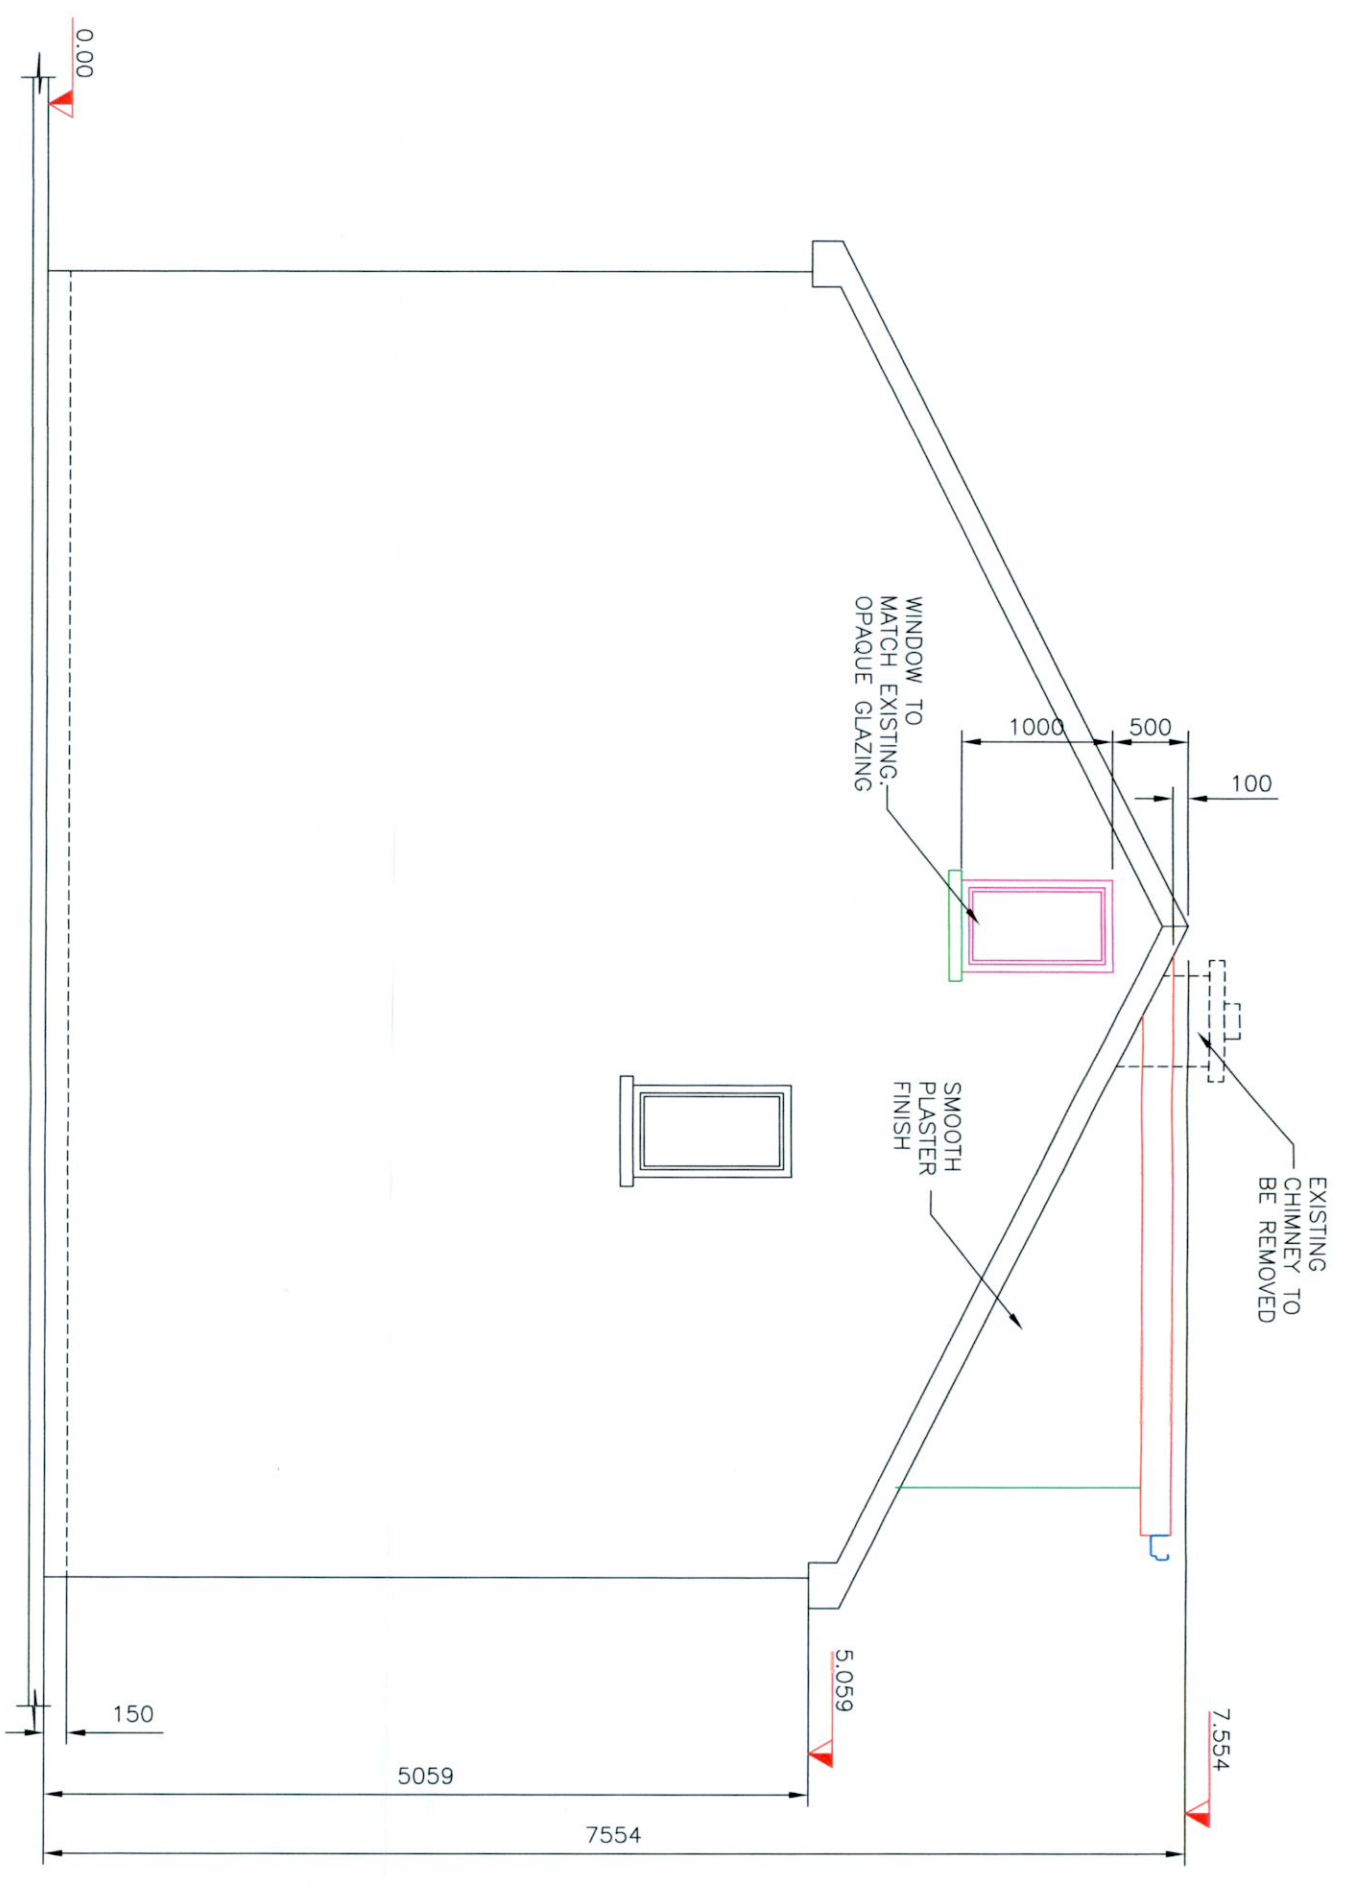 EXISTING
CHIMNEY TO
BE REMOVED
7.554
100
500
1000
WINDOW TO
MATCH EXISTING.
OPAQUE GLAZING
SMOOTH
PLASTER
FINISH
5.059
0.00
150
5059
7554